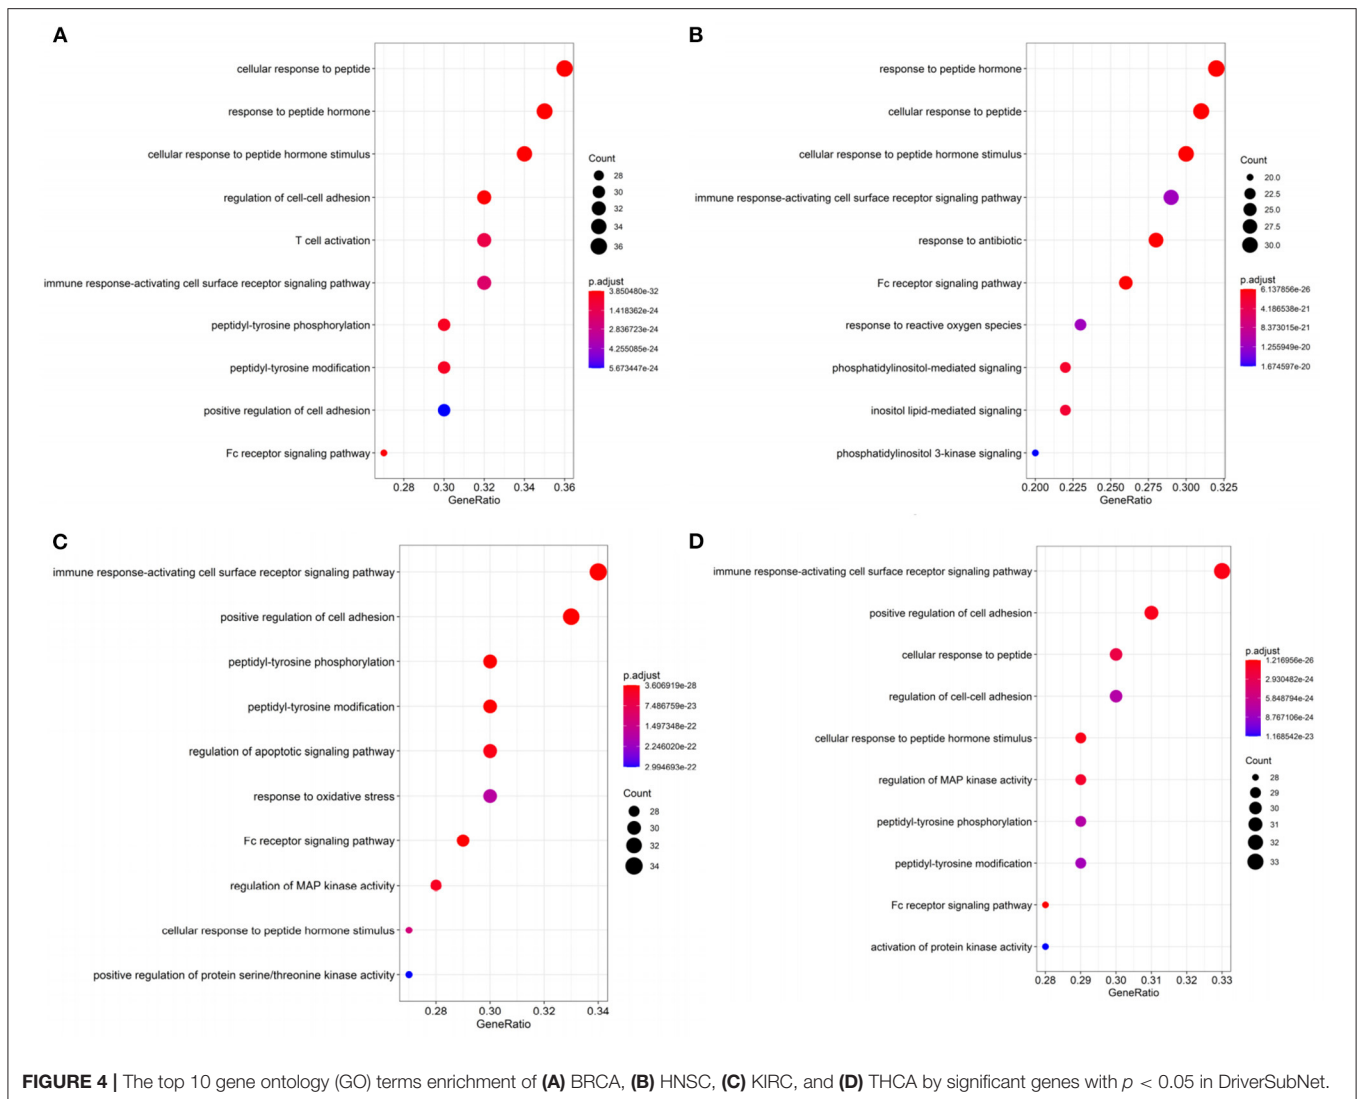 A
cellular response to peptide
response to peptide hormone
cellular response to peptide hormone stimulus
regulation of cell-cell adhesion
T cell activation
immune response-activating cell surface receptor signaling pathway
peptidyl-tyrosine phosphorylation
peptidyl-tyrosine modification
positive regulation of cell adhesion
Fc receptor signaling pathway
0.28 0.30 0.32 0.34 0.36
GeneRatio
Count
28
30
32
34
36
p.adjust
3.850480e-32
1.418362e-24
2.836723e-24
4.255085e-24
5.673447e-24
B
response to peptide hormone
cellular response to peptide
cellular response to peptide hormone stimulus
immune response-activating cell surface receptor signaling pathway
response to antibiotic
Fc receptor signaling pathway
response to reactive oxygen species
phosphatidylinositol-mediated signaling
inositol lipid-mediated signaling
phosphatidylinositol 3-kinase signaling
0.200 0.225 0.250 0.275 0.300 0.325
GeneRatio
Count
20.0
22.5
25.0
27.5
30.0
p.adjust
6.137856e-26
4.186538e-21
8.373015e-21
1.255949e-20
1.674597e-20
C
immune response-activating cell surface receptor signaling pathway
positive regulation of cell adhesion
peptidyl-tyrosine phosphorylation
peptidyl-tyrosine modification
regulation of apoptotic signaling pathway
response to oxidative stress
Fc receptor signaling pathway
regulation of MAP kinase activity
cellular response to peptide hormone stimulus
positive regulation of protein serine/threonine kinase activity
0.28 0.30 0.32 0.34
GeneRatio
p.adjust
3.606919e-28
7.486759e-23
1.497348e-22
2.246020e-22
2.994693e-22
Count
28
30
32
34
D
immune response-activating cell surface receptor signaling pathway
positive regulation of cell adhesion
cellular response to peptide
regulation of cell-cell adhesion
cellular response to peptide hormone stimulus
regulation of MAP kinase activity
peptidyl-tyrosine phosphorylation
peptidyl-tyrosine modification
Fc receptor signaling pathway
activation of protein kinase activity
0.28 0.29 0.30 0.31 0.32 0.33
GeneRatio
p.adjust
1.216956e-26
2.930482e-24
5.848794e-24
8.767106e-24
1.168542e-23
Count
28
29
30
31
32
33
FIGURE 4 | The top 10 gene ontology (GO) terms enrichment of (A) BRCA, (B) HNSC, (C) KIRC, and (D) THCA by significant genes with p < 0.05 in DriverSubNet.